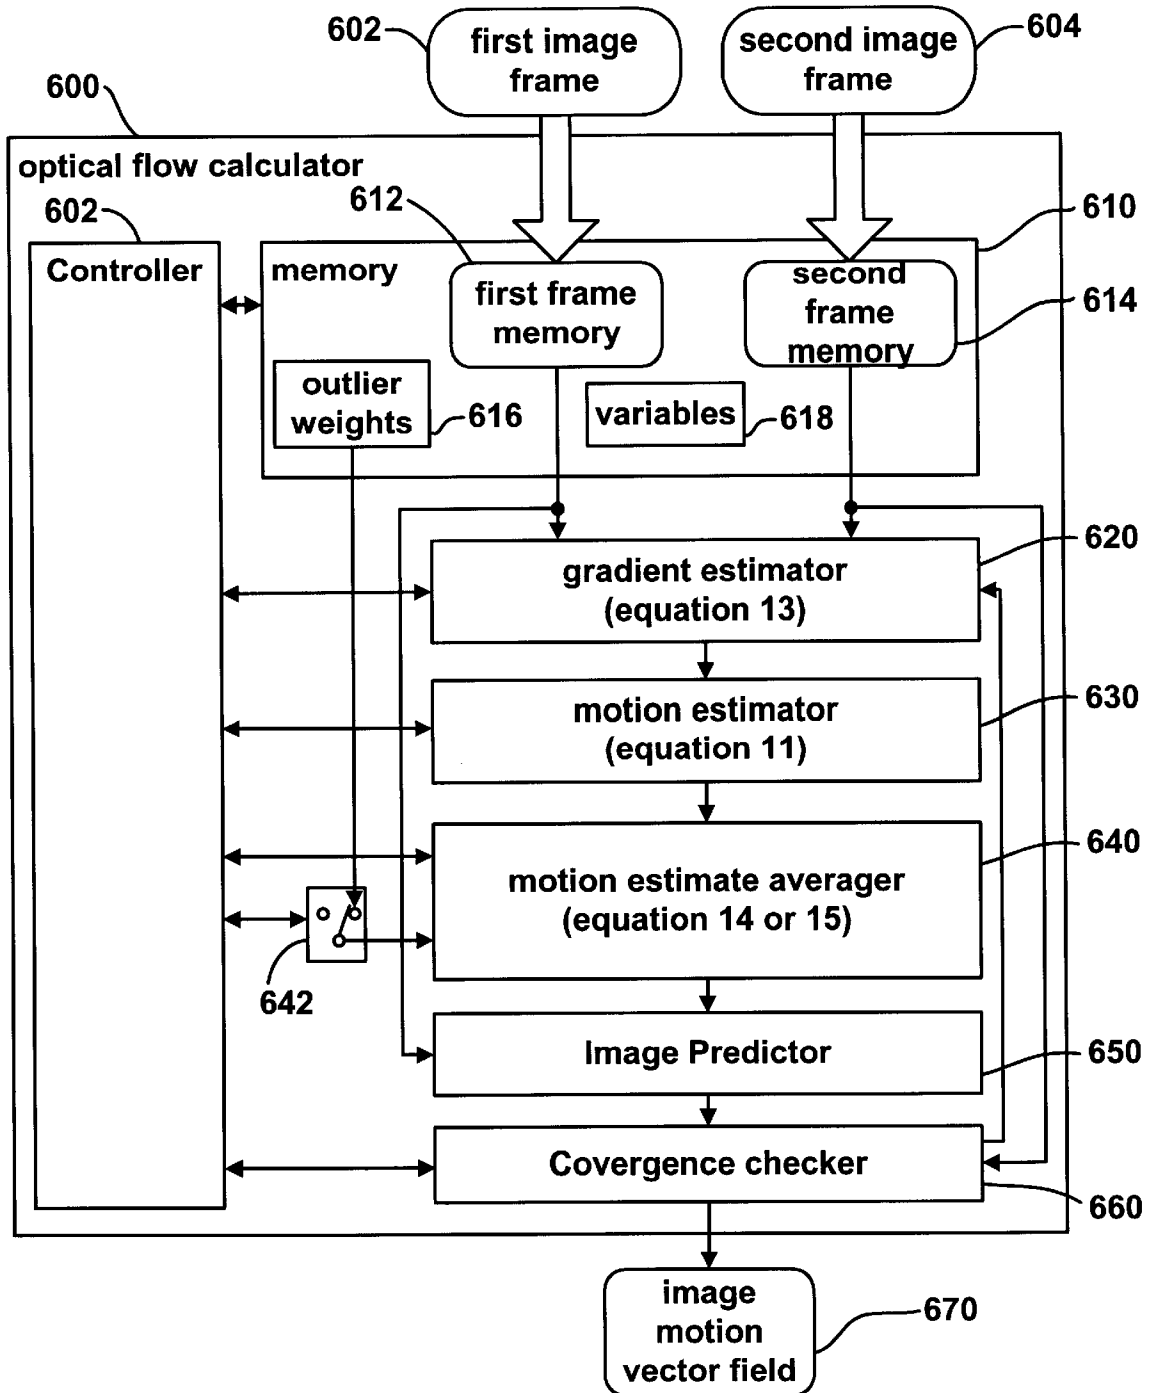 602
first image
frame
second image
frame
604
600
optical flow calculator
602
612
610
Controller
memory
first frame
memory
second
frame
memory
614
outlier
weights
616
variables
618
620
gradient estimator
(equation 13)
630
motion estimator
(equation 11)
640
motion estimate averager
(equation 14 or 15)
642
Image Predictor
650
Covergence checker
660
image
motion
vector field
670